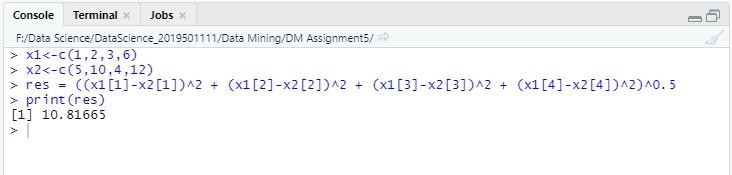 Console Terminal × Jobs ×
F:/Data Science/DataScience_2019501111/Data Mining/DM Assignment5/
> x1<-c(1,2,3,6)
> x2<-c(5,10,4,12)
> res = ((x1[1]-x2[1])^2 + (x1[2]-x2[2])^2 + (x1[3]-x2[3])^2 + (x1[4]-x2[4])^2)^0.5
> print(res)
[1] 10.81665
>